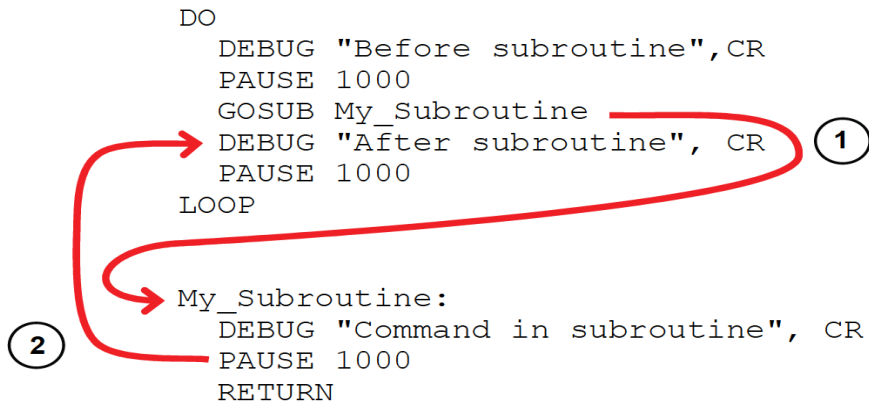 DO
DEBUG "Before subroutine",CR
PAUSE 1000
GOSUB My_Subroutine
DEBUG "After subroutine", CR
1
PAUSE 1000
LOOP
My_Subroutine:
DEBUG "Command in subroutine", CR
2
PAUSE 1000
RETURN